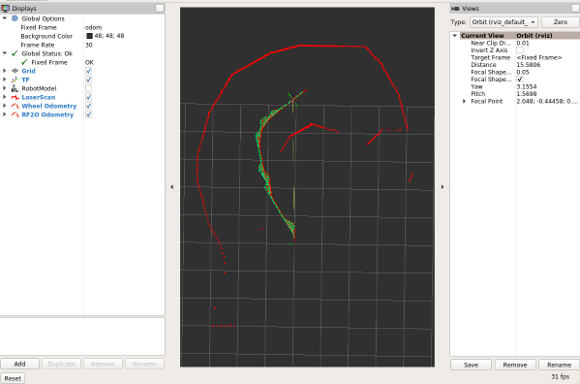 Displays
Global Options
Fixed Frame odom
Background Color 48; 48; 48
Frame Rate 30
Global Status: Ok
Fixed Frame OK
Grid
TF
RobotModel
LaserScan
Wheel Odometry
RF2O Odometry
Add Duplicate Remove Rename
Reset
Views
Type: Orbit (rviz_default_ Zero
Current View Orbit (rviz)
Near Clip Di... 0.01
Invert Z Axis
Target Frame <Fixed Frame>
Distance 15.5806
Focal Shape... 0.05
Focal Shape...
Yaw 3.1554
Pitch 1.5698
Focal Point 2.048; -0.44458; 0....
Save Remove Rename
31 fps